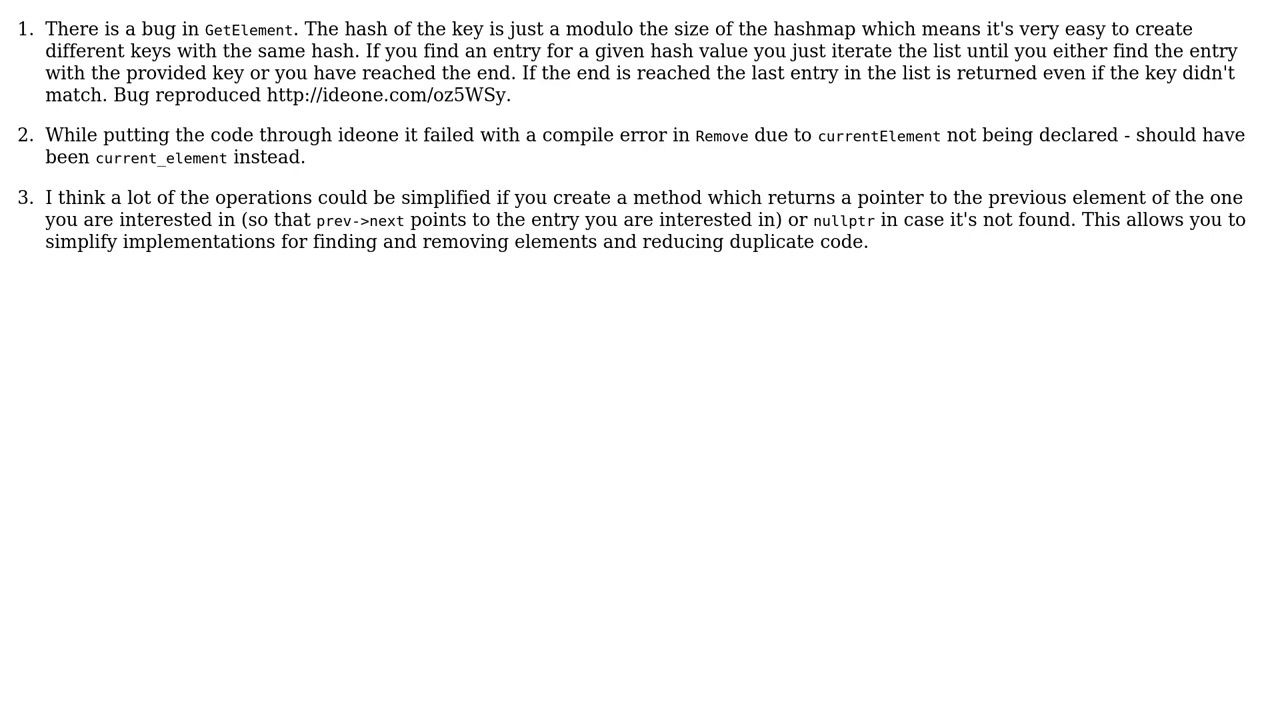 1. There is a bug in GetElement. The hash of the key is just a modulo the size of the hashmap which means it's very easy to create
different keys with the same hash. If you find an entry for a given hash value you just iterate the list until you either find the entry
with the provided key or you have reached the end. If the end is reached the last entry in the list is returned even if the key didn't
match. Bug reproduced http://ideone.com/oz5WSy.
2. While putting the code through ideone it failed with a compile error in Remove due to currentElement not being declared - should have
been current_element instead.
3. I think a lot of the operations could be simplified if you create a method which returns a pointer to the previous element of the one
you are interested in (so that prev->next points to the entry you are interested in) or nullptr in case it's not found. This allows you to
simplify implementations for finding and removing elements and reducing duplicate code.